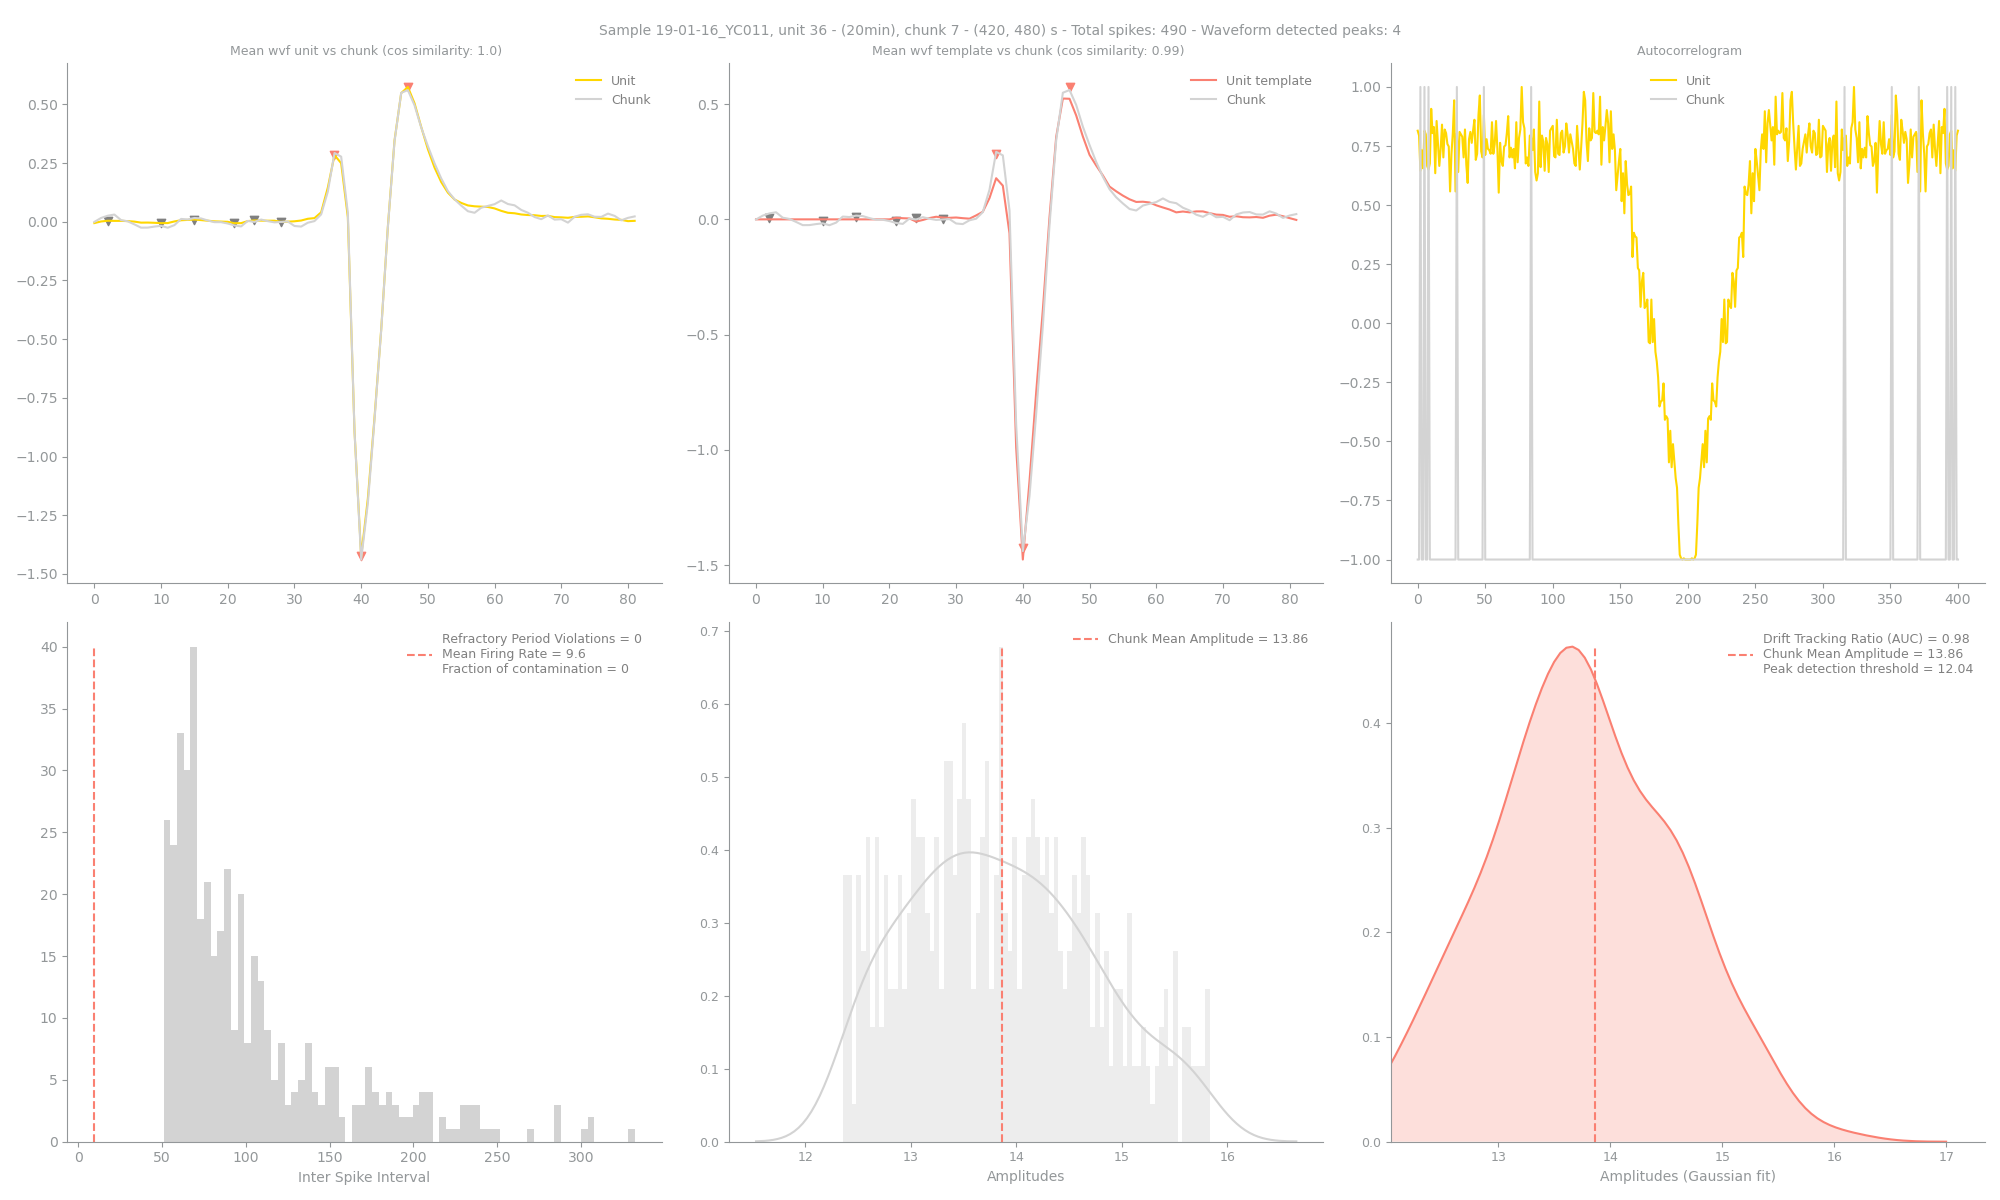 Sample 19-01-16_YC011, unit 36 - (20min), chunk 7 - (420, 480) s - Total spikes: 490 - Waveform detected peaks: 4
Mean wvf unit vs chunk (cos similarity: 1.0)
Unit
Chunk
0.50
0.25
0.00
−0.25
−0.50
−0.75
−1.00
−1.25
−1.50
0 10 20 30 40 50 60 70 80
Mean wvf template vs chunk (cos similarity: 0.99)
Unit template
Chunk
0.5
0.0
−0.5
−1.0
−1.5
0 10 20 30 40 50 60 70 80
Autocorrelogram
Unit
Chunk
1.00
0.75
0.50
0.25
0.00
−0.25
−0.50
−0.75
−1.00
0 50 100 150 200 250 300 350 400
Refractory Period Violations = 0
Mean Firing Rate = 9.6
Fraction of contamination = 0
40
35
30
25
20
15
10
5
0
0 50 100 150 200 250 300
Inter Spike Interval
Chunk Mean Amplitude = 13.86
0.7
0.6
0.5
0.4
0.3
0.2
0.1
0.0
12 13 14 15 16
Amplitudes
Drift Tracking Ratio (AUC) = 0.98
Chunk Mean Amplitude = 13.86
Peak detection threshold = 12.04
0.4
0.3
0.2
0.1
0.0
13 14 15 16 17
Amplitudes (Gaussian fit)